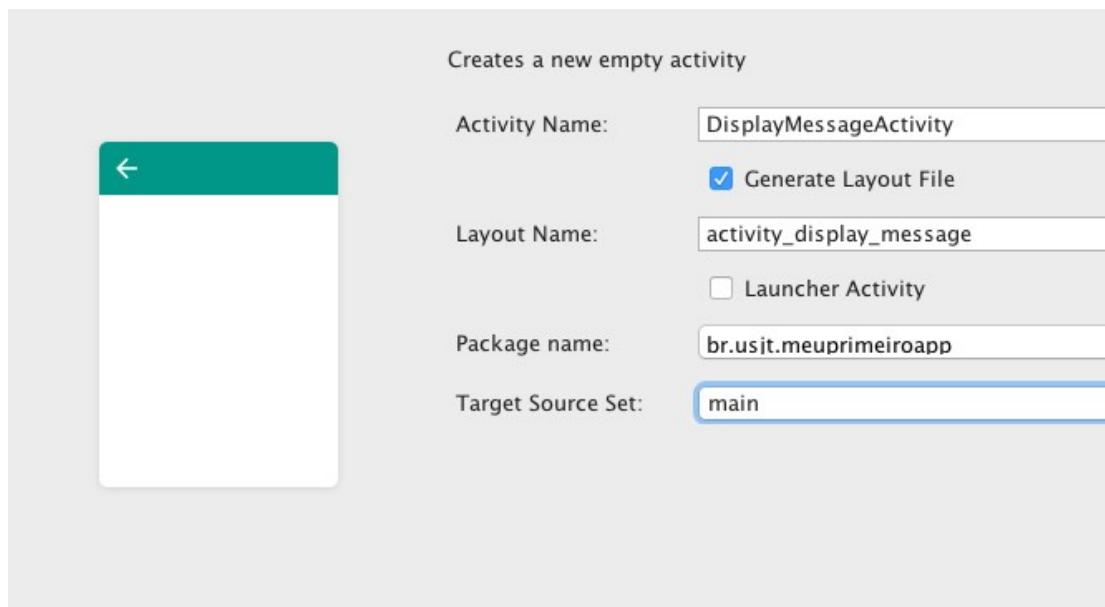 Creates a new empty activity
Activity Name: DisplayMessageActivity
Generate Layout File
Layout Name: activity_display_message
Launcher Activity
Package name: br.usjt.meuprimeiroapp
Target Source Set: main